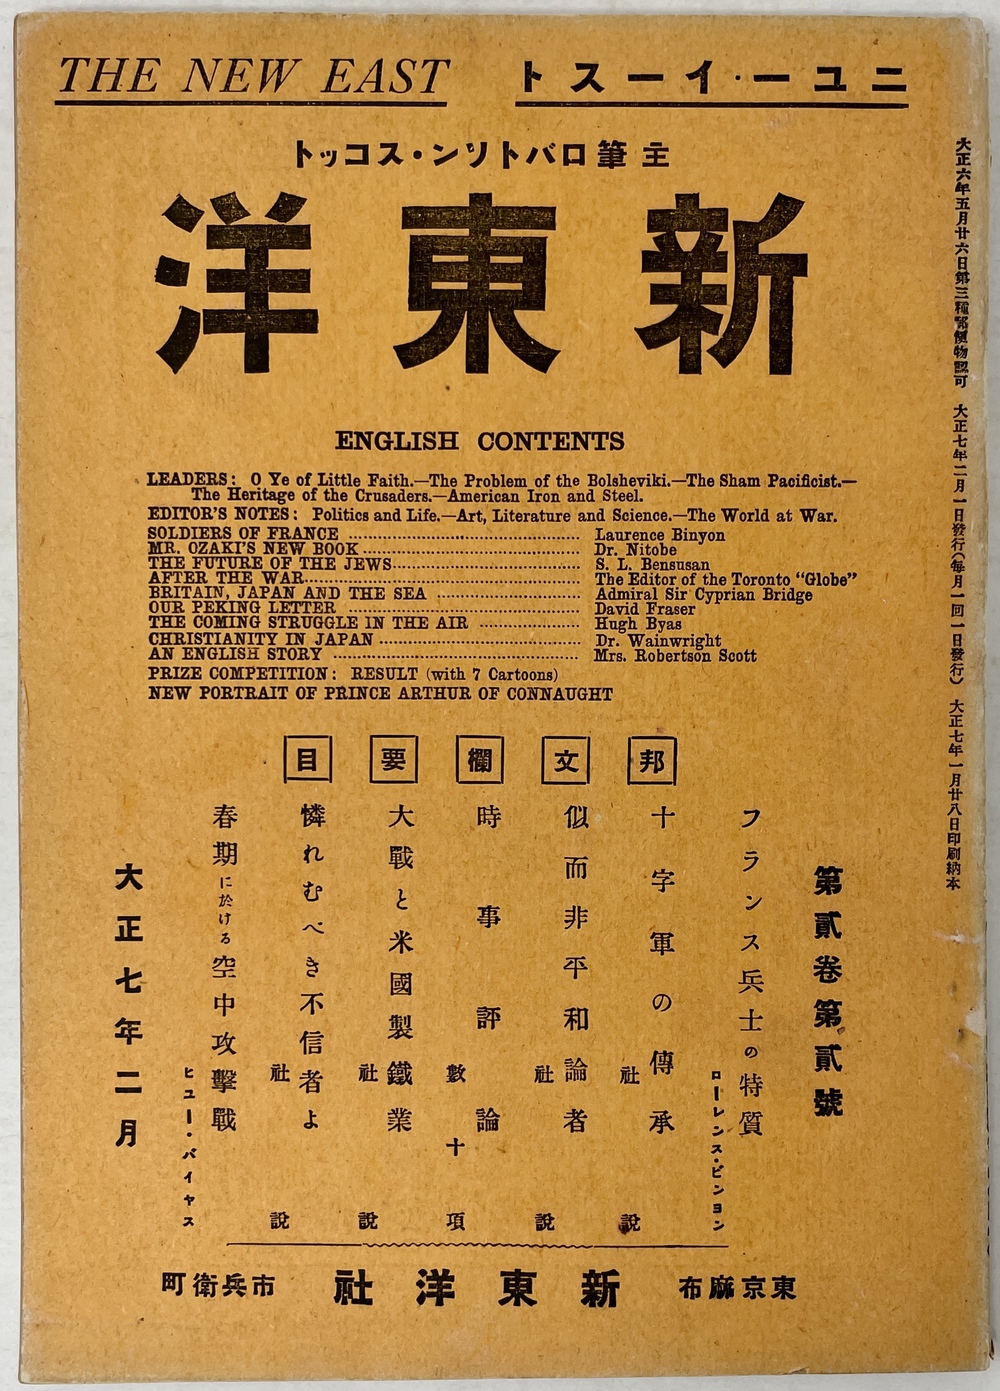 THE NEW EAST
ニユー・イースト
主筆ロバトソン・スコット
新東洋
ENGLISH CONTENTS
LEADERS: O Ye of Little Faith.—The Problem of the Bolsheviki.—The Sham Pacificist.—
The Heritage of the Crusaders.—American Iron and Steel.
EDITOR'S NOTES: Politics and Life.—Art, Literature and Science.—The World at War.
SOLDIERS OF FRANCE ........ Laurence Binyon
MR. OZAKI'S NEW BOOK ........ Dr. Nitobe
THE FUTURE OF THE JEWS ........ S. L. Bensusan
AFTER THE WAR ........ The Editor of the Toronto "Globe"
BRITAIN, JAPAN AND THE SEA ........ Admiral Sir Cyprian Bridge
OUR PEKING LETTER ........ David Fraser
THE COMING STRUGGLE IN THE AIR ........ Hugh Byas
CHRISTIANITY IN JAPAN ........ Dr. Wainwright
AN ENGLISH STORY ........ Mrs. Robertson Scott
PRIZE COMPETITION: RESULT (with 7 Cartoons)
NEW PORTRAIT OF PRINCE ARTHUR OF CONNAUGHT
大正六年五月廿六日第三種郵便物認可 大正七年二月一日發行(每月一回一日發行) 大正七年一月廿八日印刷納本
邦文欄要目
第貳卷第貳號
フランス兵士の特質
ローレンス・ビンヨン
十字軍の傳承
社說
似而非平和論者
社說
時事評論
數十項
大戰と米國製鐵業
社說
憐れむべき不信者よ
社說
春期に於ける空中攻擊戰
ヒユー・バイヤス
大正七年二月
東京麻布
新東洋社
市兵衛町